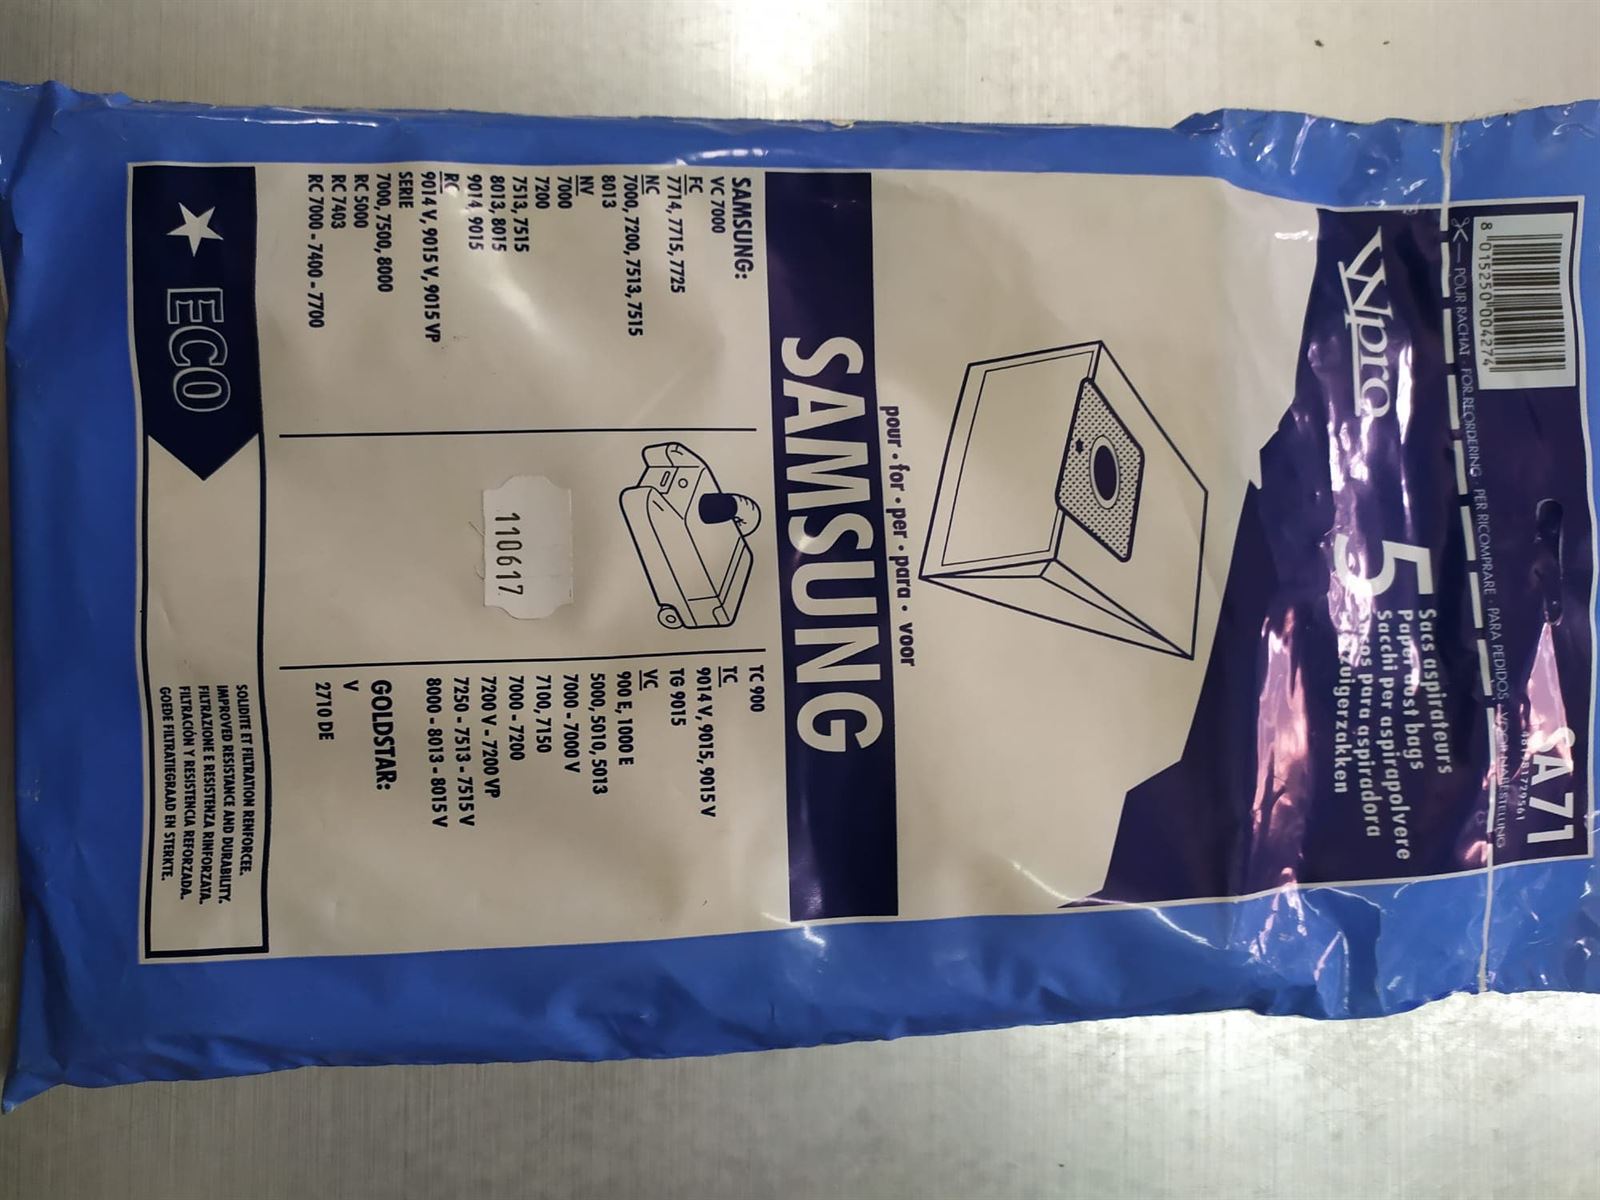 SA 71
8 015250 004274
POUR RACHAT · FOR REORDERING · PER RICOMPRARE · PARA PEDIDOS · VOOR NABESTELLING
Wpro
5
Sacs aspirateurs
Paper dust bags
Sacchi per aspirapolvere
Sacos para aspiradora
pour • for • per • para • voor
SAMSUNG
SAMSUNG:
VC 7000
FC
7714, 7715, 7725
NC
7000, 7200, 7513, 7515
8013
NV
7000
7200
7513, 7515
8013, 8015
9014, 9015
RC
9014 V, 9015 V, 9015 VP
SERIE
7000, 7500, 8000
RC 5000
RC 7403
RC 7000 - 7400 - 7700
110617
TC 900
TC
9014 V, 9015, 9015 V
TG 9015
VC
900 E, 1000 E
5000, 5010, 5013
7000 - 7000 V
7100, 7150
7000 - 7200
7200 V - 7200 VP
7250 - 7513 - 7515 V
8000 - 8013 - 8015 V
GOLDSTAR:
V
2710 DE
ECO
SOLIDITE ET FILTRATION RENFORCEE.
IMPROVED RESISTANCE AND DURABILITY.
FILTRAZIONE E RESISTENZA RINFORZATA.
FILTRACIÓN Y RESISTENCIA REFORZADA.
GOEDE FILTRATIEGRAAD EN STERKTE.